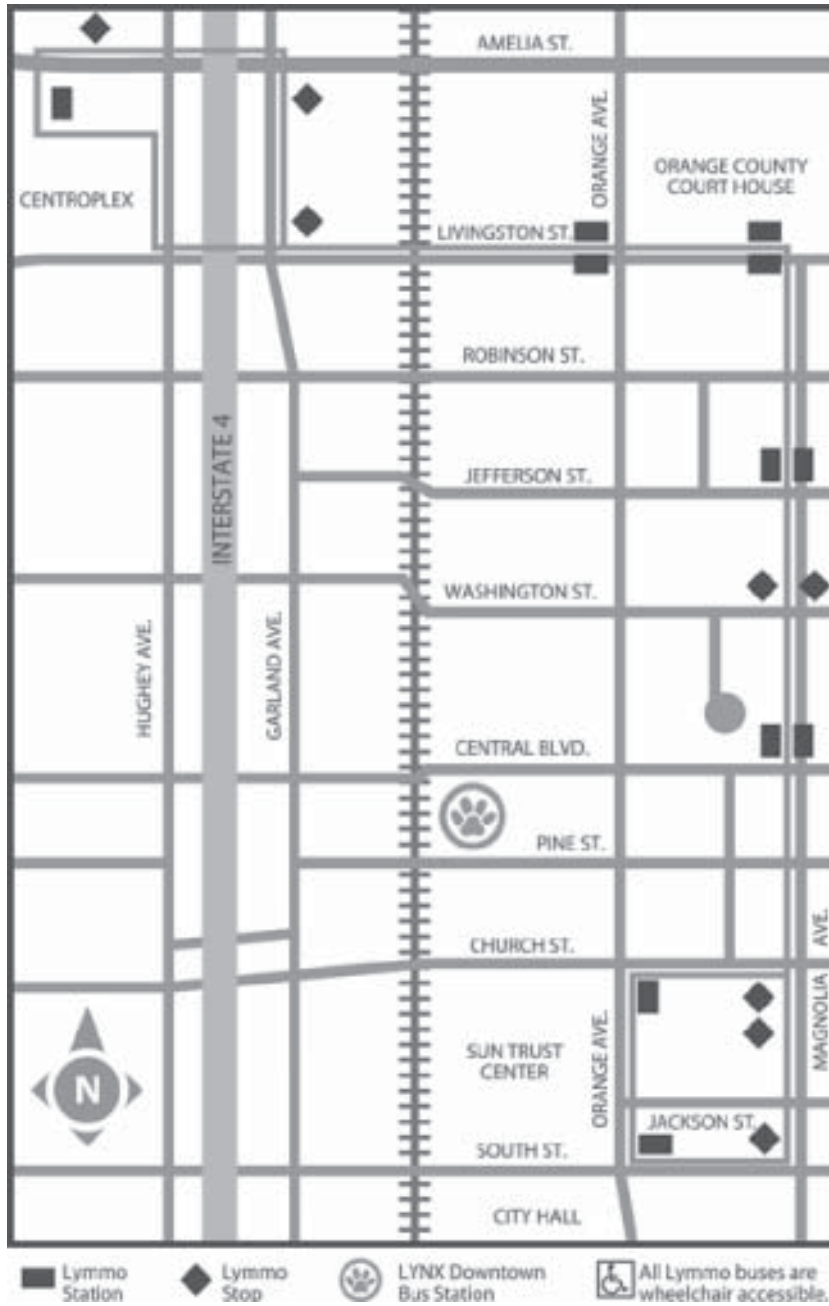 AMELIA ST.
ORANGE AVE.
ORANGE COUNTY
COURT HOUSE
CENTROPLEX
LIVINGSTON ST.
ROBINSON ST.
INTERSTATE 4
JEFFERSON ST.
WASHINGTON ST.
HUGHEY AVE.
GARLAND AVE.
CENTRAL BLVD.
PINE ST.
CHURCH ST.
MAGNOLIA AVE.
ORANGE AVE.
SUN TRUST
CENTER
N
JACKSON ST.
SOUTH ST.
CITY HALL
Lymmo
Station
Lymmo
Stop
LYNX Downtown
Bus Station
All Lymmo buses are
wheelchair accessible.